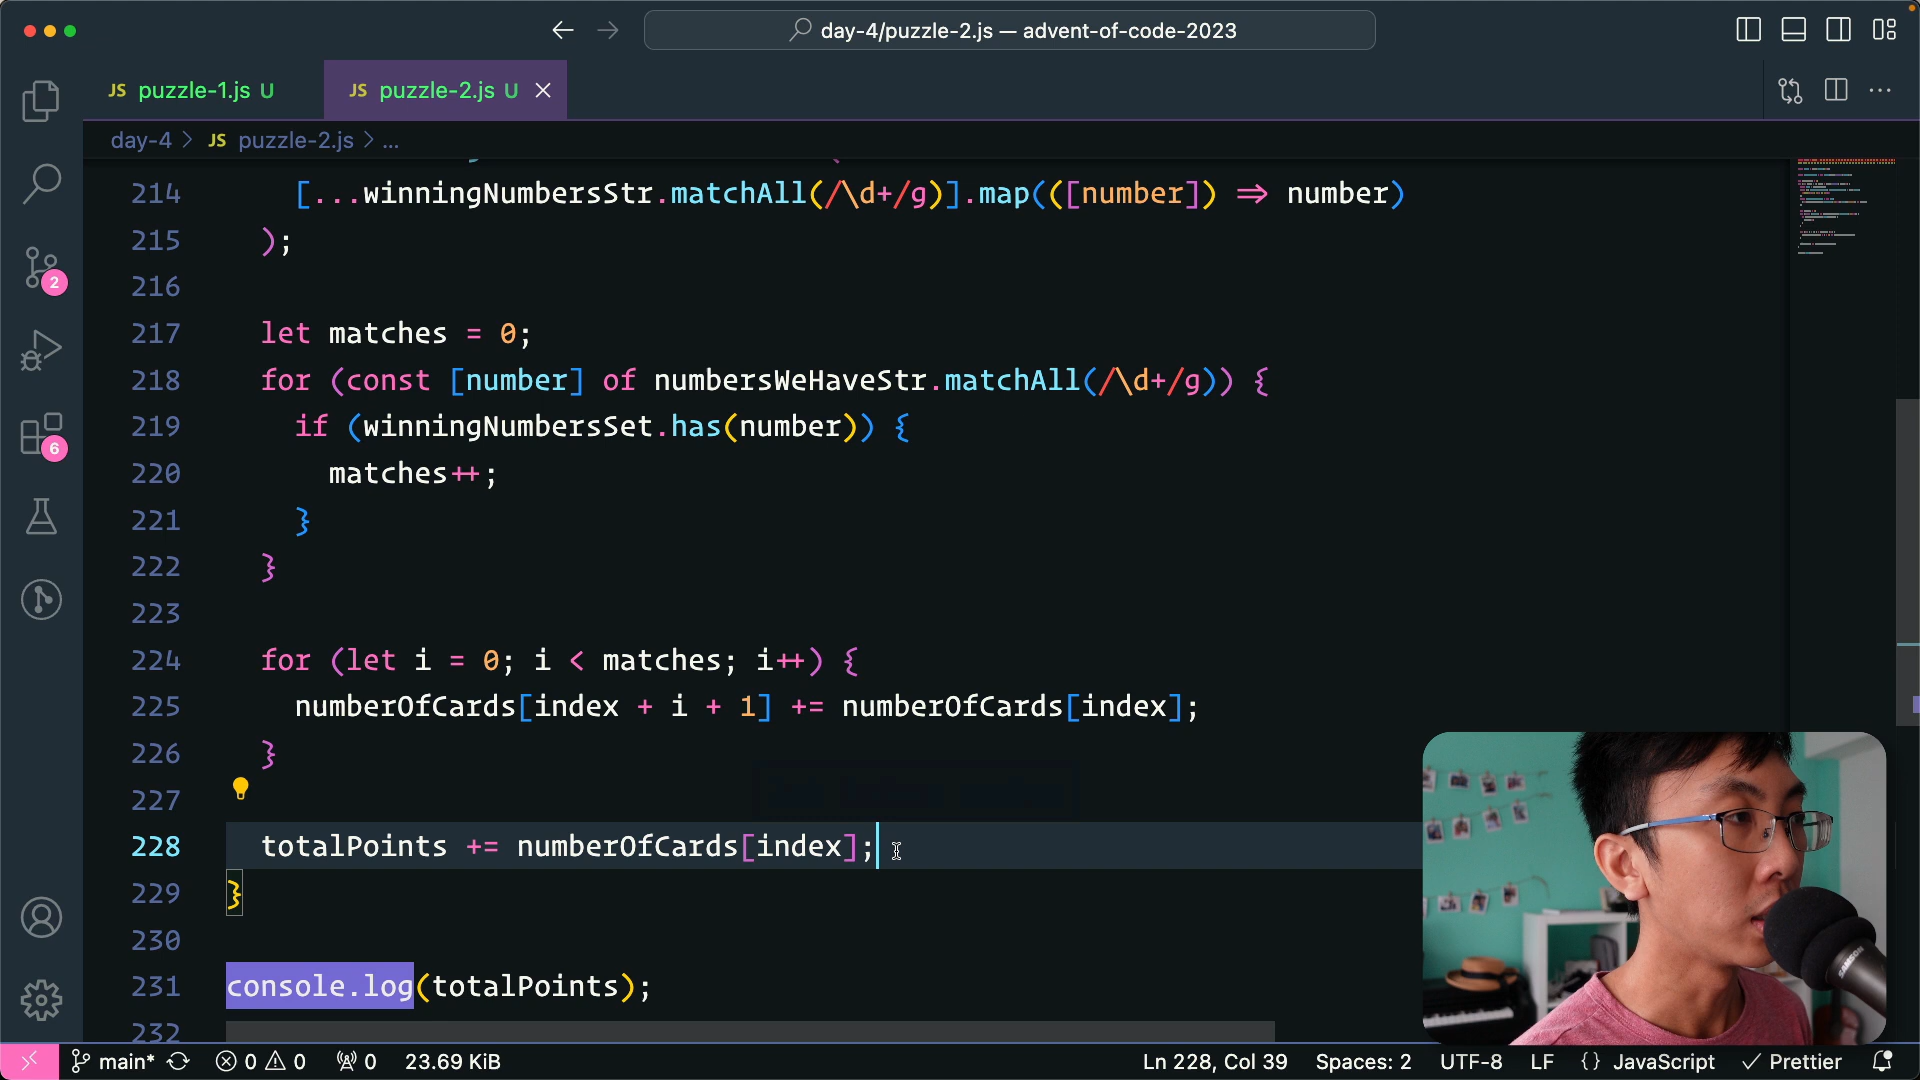 day-4/puzzle-2.js — advent-of-code-2023
JS puzzle-1.js U
JS puzzle-2.js U
day-4 > JS puzzle-2.js > ...
214 [...winningNumbersStr.matchAll(/\d+/g)].map(([number]) => number)
215 );
216
217 let matches = 0;
218 for (const [number] of numbersWeHaveStr.matchAll(/\d+/g)) {
219 if (winningNumbersSet.has(number)) {
220 matches++;
221 }
222 }
223
224 for (let i = 0; i < matches; i++) {
225 numberOfCards[index + i + 1] += numberOfCards[index];
226 }
227
228 totalPoints += numberOfCards[index];
229 }
230
231 console.log(totalPoints);
232
2
6
main* 0 0 0 23.69 KiB Ln 228, Col 39 Spaces: 2 UTF-8 LF {} JavaScript Prettier
SAMSON